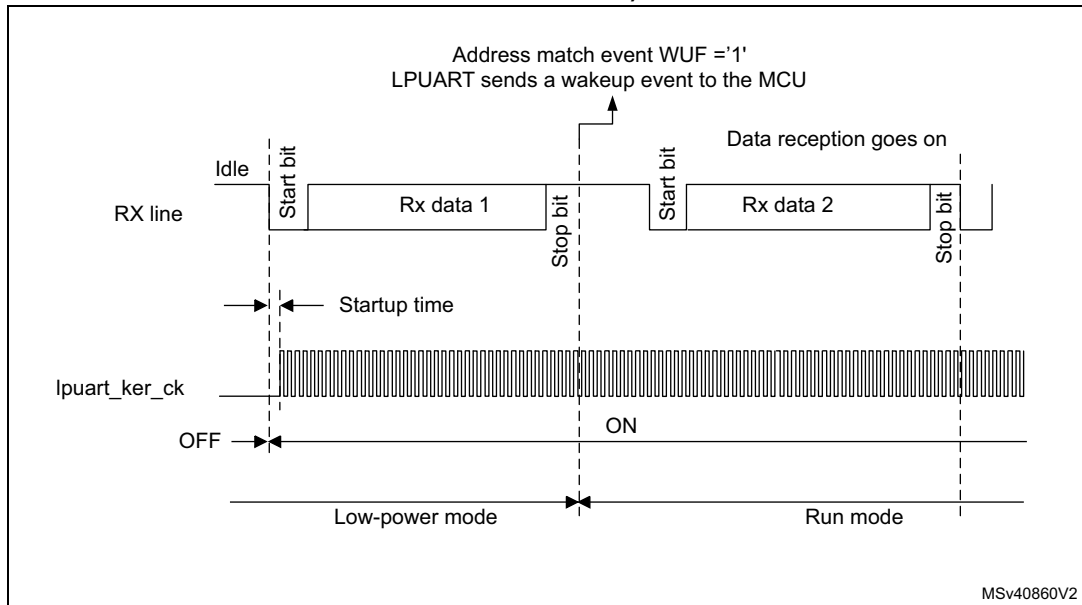 Address match event WUF ='1'
LPUART sends a wakeup event to the MCU
Data reception goes on
Idle
RX line
Start bit
Rx data 1
Stop bit
Start bit
Rx data 2
Stop bit
Startup time
lpuart_ker_ck
OFF
ON
Low-power mode
Run mode
MSv40860V2